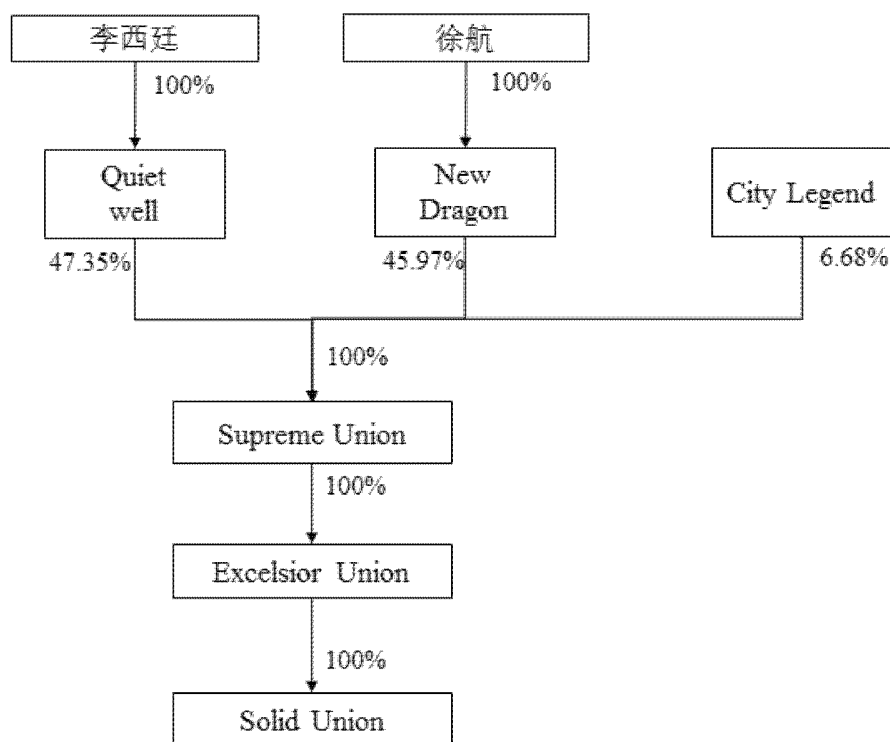 李西廷
徐航
100%
100%
Quiet
well
New
Dragon
City Legend
47.35%
45.97%
6.68%
100%
Supreme Union
100%
Excelsior Union
100%
Solid Union